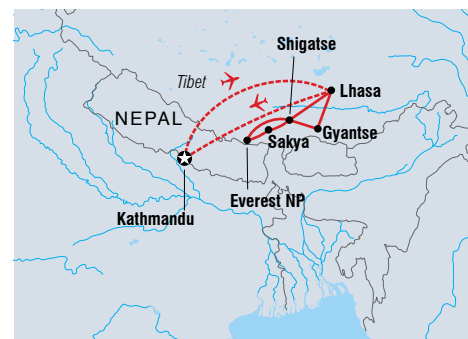 Shigatse
Tibet
Lhasa
NEPAL
Gyantse
Sakya
Everest NP
Kathmandu